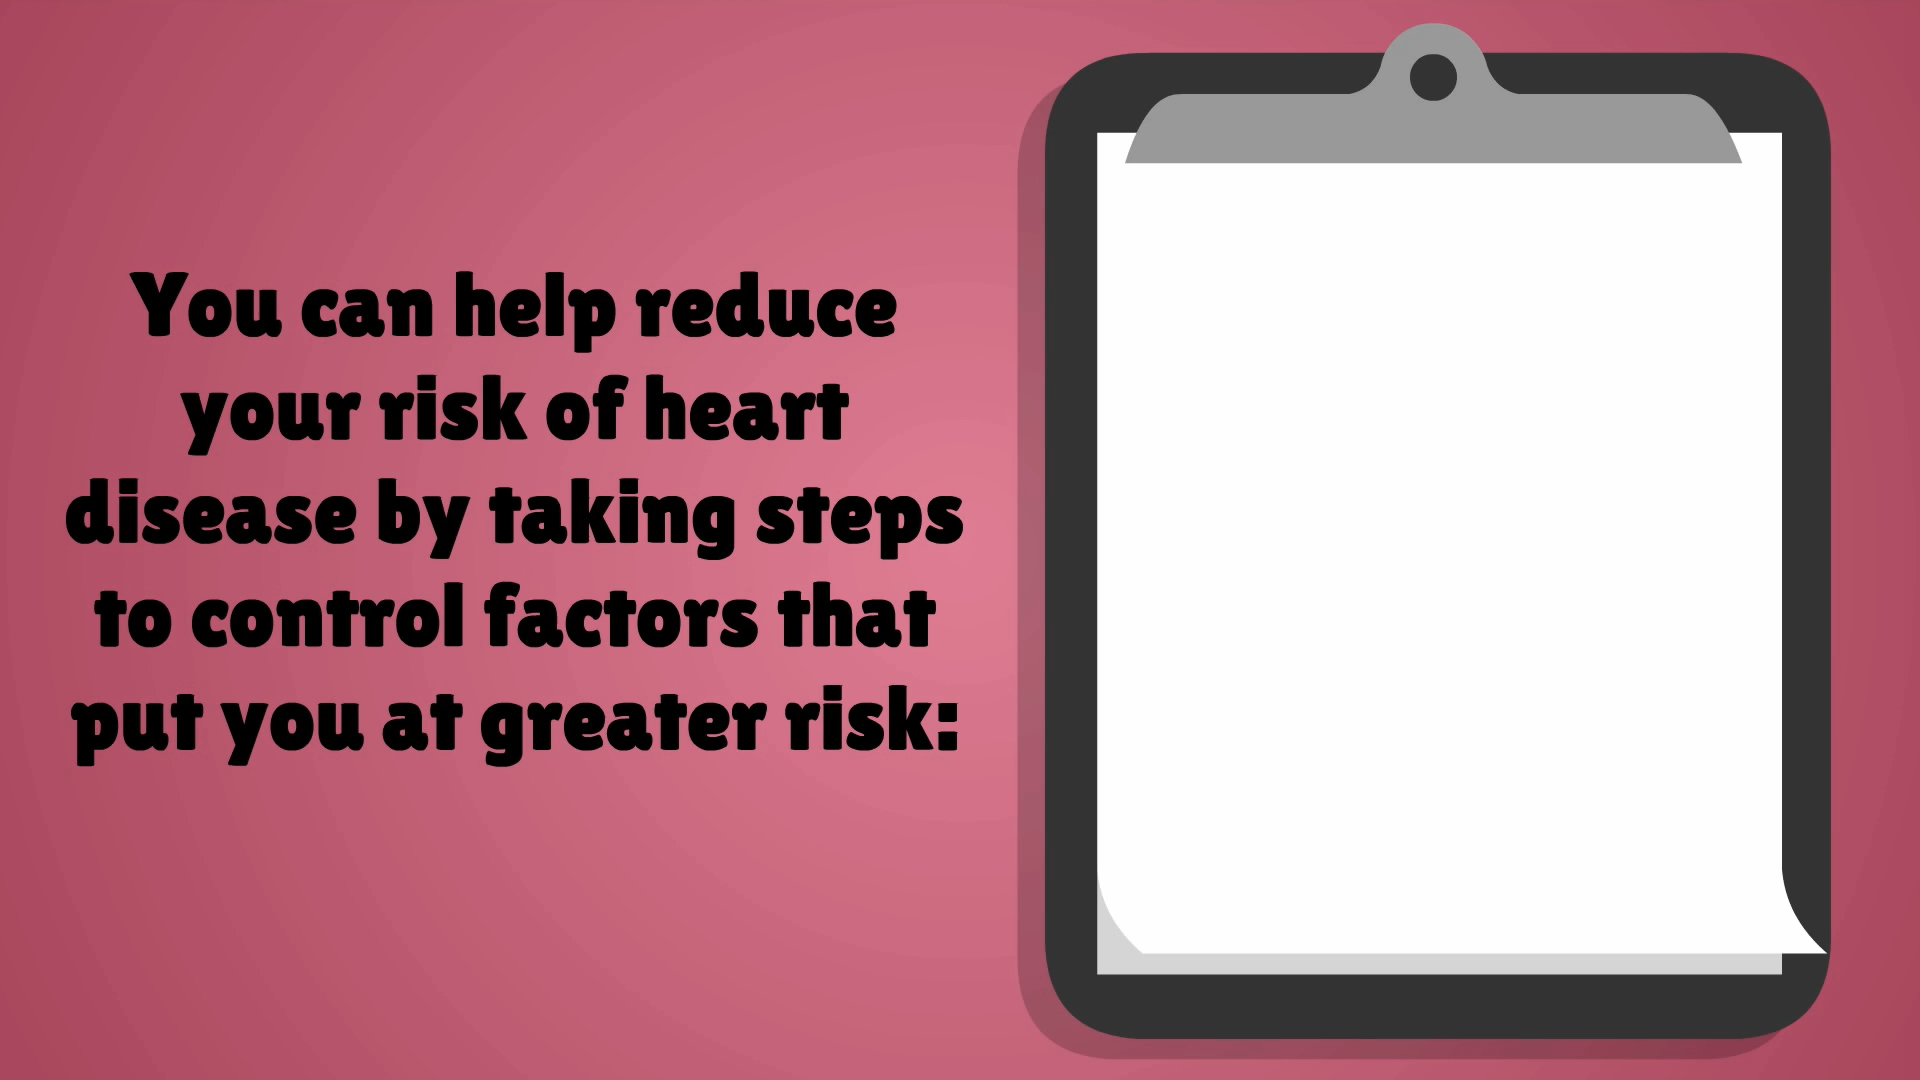 You can help reduce
your risk of heart
disease by taking steps
to control factors that
put you at greater risk: